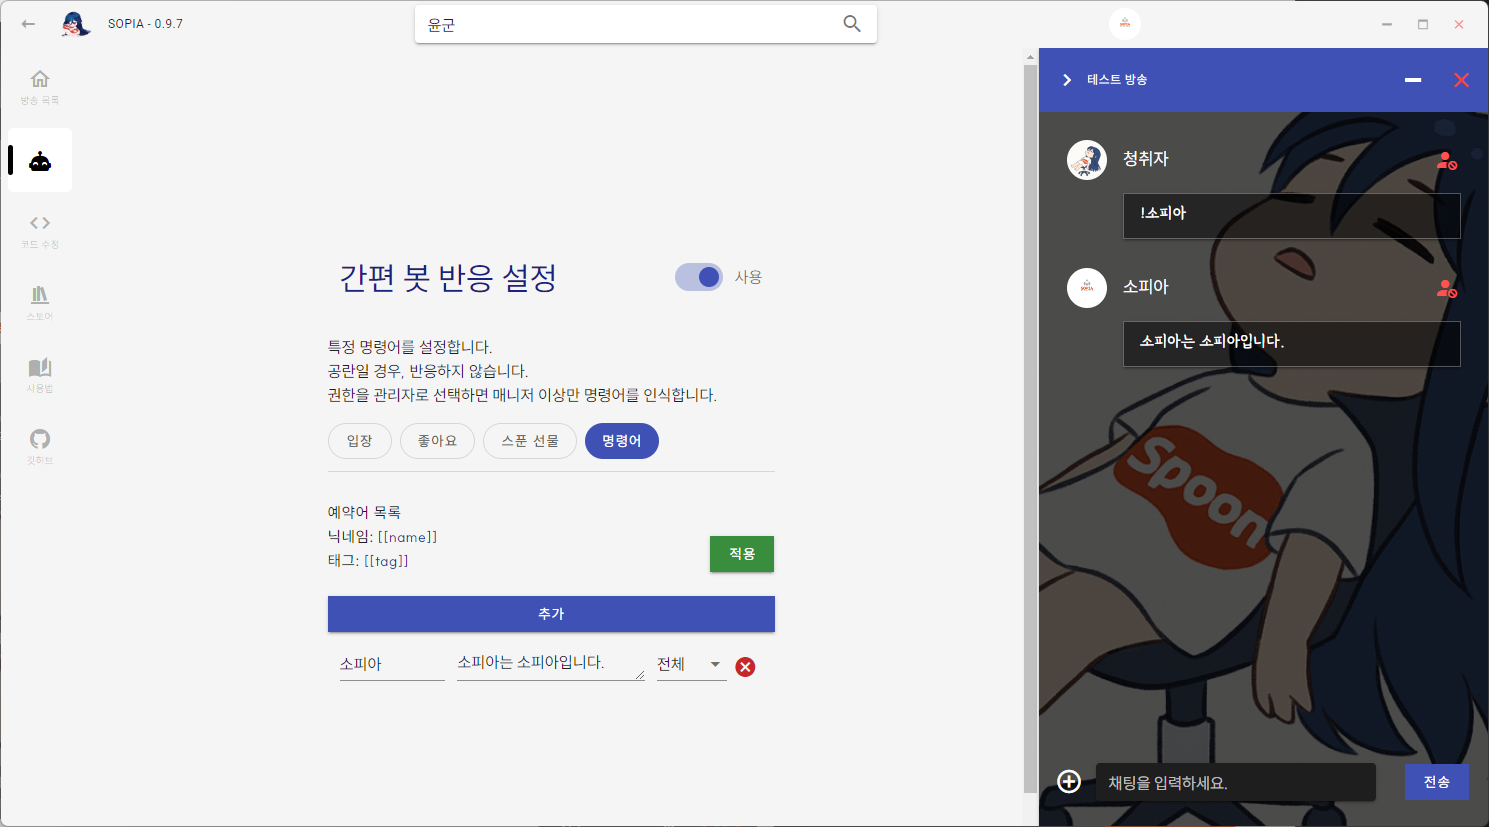 SOPIA - 0.9.7
윤군
방송 목록
코드 수정
스토어
사용법
깃허브
간편 봇 반응 설정
사용
특정 명령어를 설정합니다.
공란일 경우, 반응하지 않습니다.
권한을 관리자로 선택하면 매니저 이상만 명령어를 인식합니다.
입장
좋아요
스푼 선물
명령어
예약어 목록
닉네임: [[name]]
태그: [[tag]]
적용
추가
소피아
소피아는 소피아입니다.
전체
테스트 방송
청취자
!소피아
소피아
소피아는 소피아입니다.
Spoon
채팅을 입력하세요.
전송